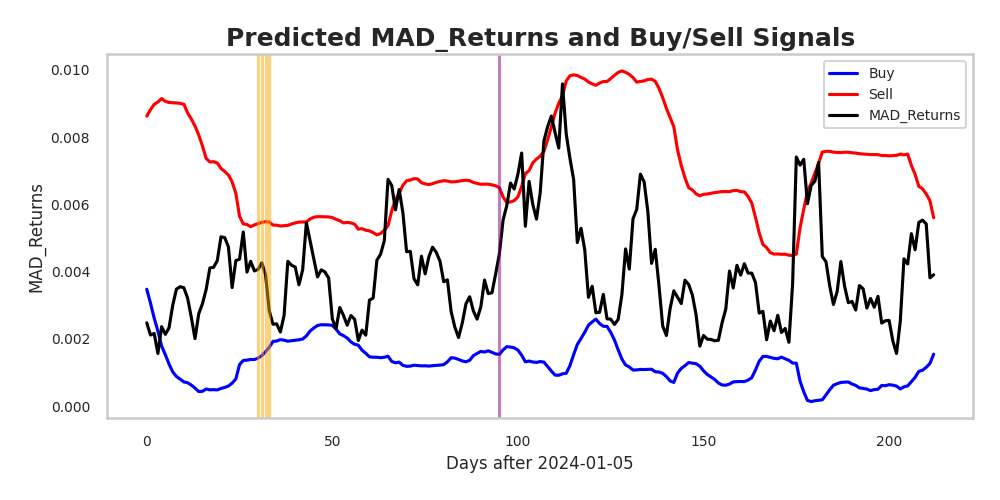 Predicted MAD_Returns and Buy/Sell Signals
Buy
Sell
MAD_Returns
0.010
0.008
0.006
0.004
0.002
0.000
MAD_Returns
0
50
100
150
200
Days after 2024-01-05